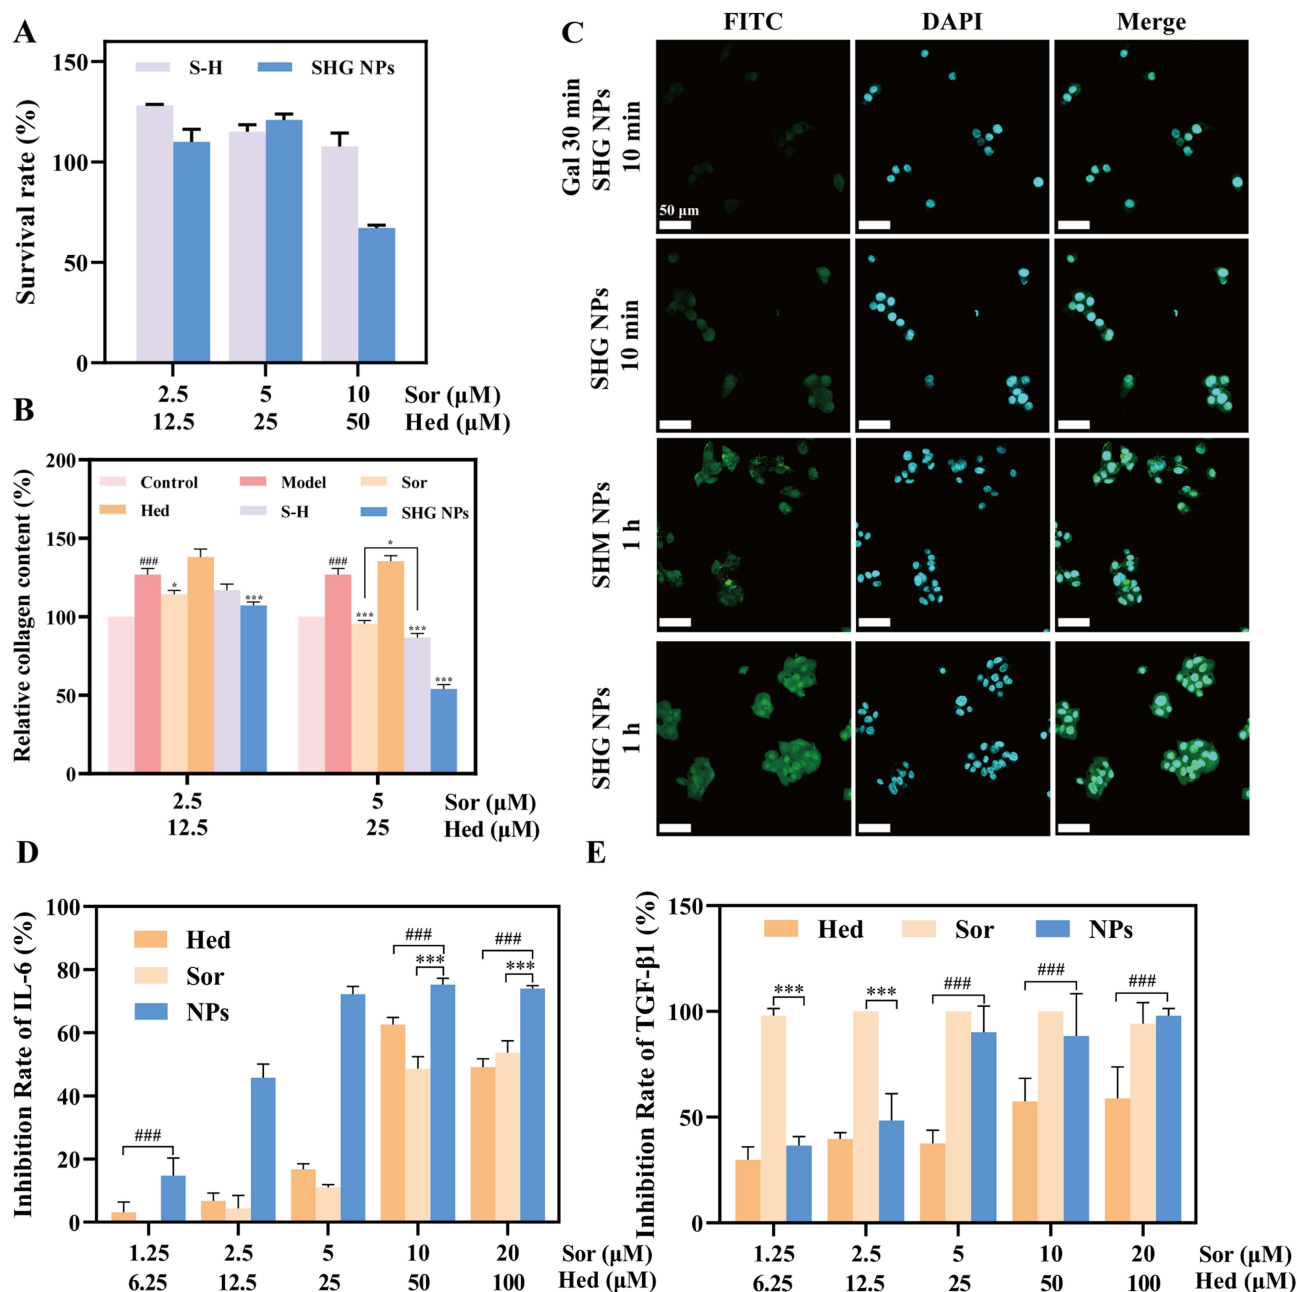 A
150
100
50
0
Survival rate (%)
S-H SHG NPs
2.5 5 10 Sor (μM)
12.5 25 50 Hed (μM)
B
200
150
100
50
0
Relative collagen content (%)
Control Model Sor
Hed S-H SHG NPs
### * *** ### *** * *** ***
2.5 5 Sor (μM)
12.5 25 Hed (μM)
C
FITC DAPI Merge
Gal 30 min
SHG NPs
10 min
50 μm
SHG NPs
10 min
SHM NPs
1 h
SHG NPs
1 h
D
100
80
60
40
20
0
Inhibition Rate of IL-6 (%)
Hed
Sor
NPs
### ### *** ### ***
1.25 2.5 5 10 20 Sor (μM)
6.25 12.5 25 50 100 Hed (μM)
E
150
100
50
0
Inhibition Rate of TGF-β1 (%)
Hed Sor NPs
*** *** ### ### ###
1.25 2.5 5 10 20 Sor (μM)
6.25 12.5 25 50 100 Hed (μM)